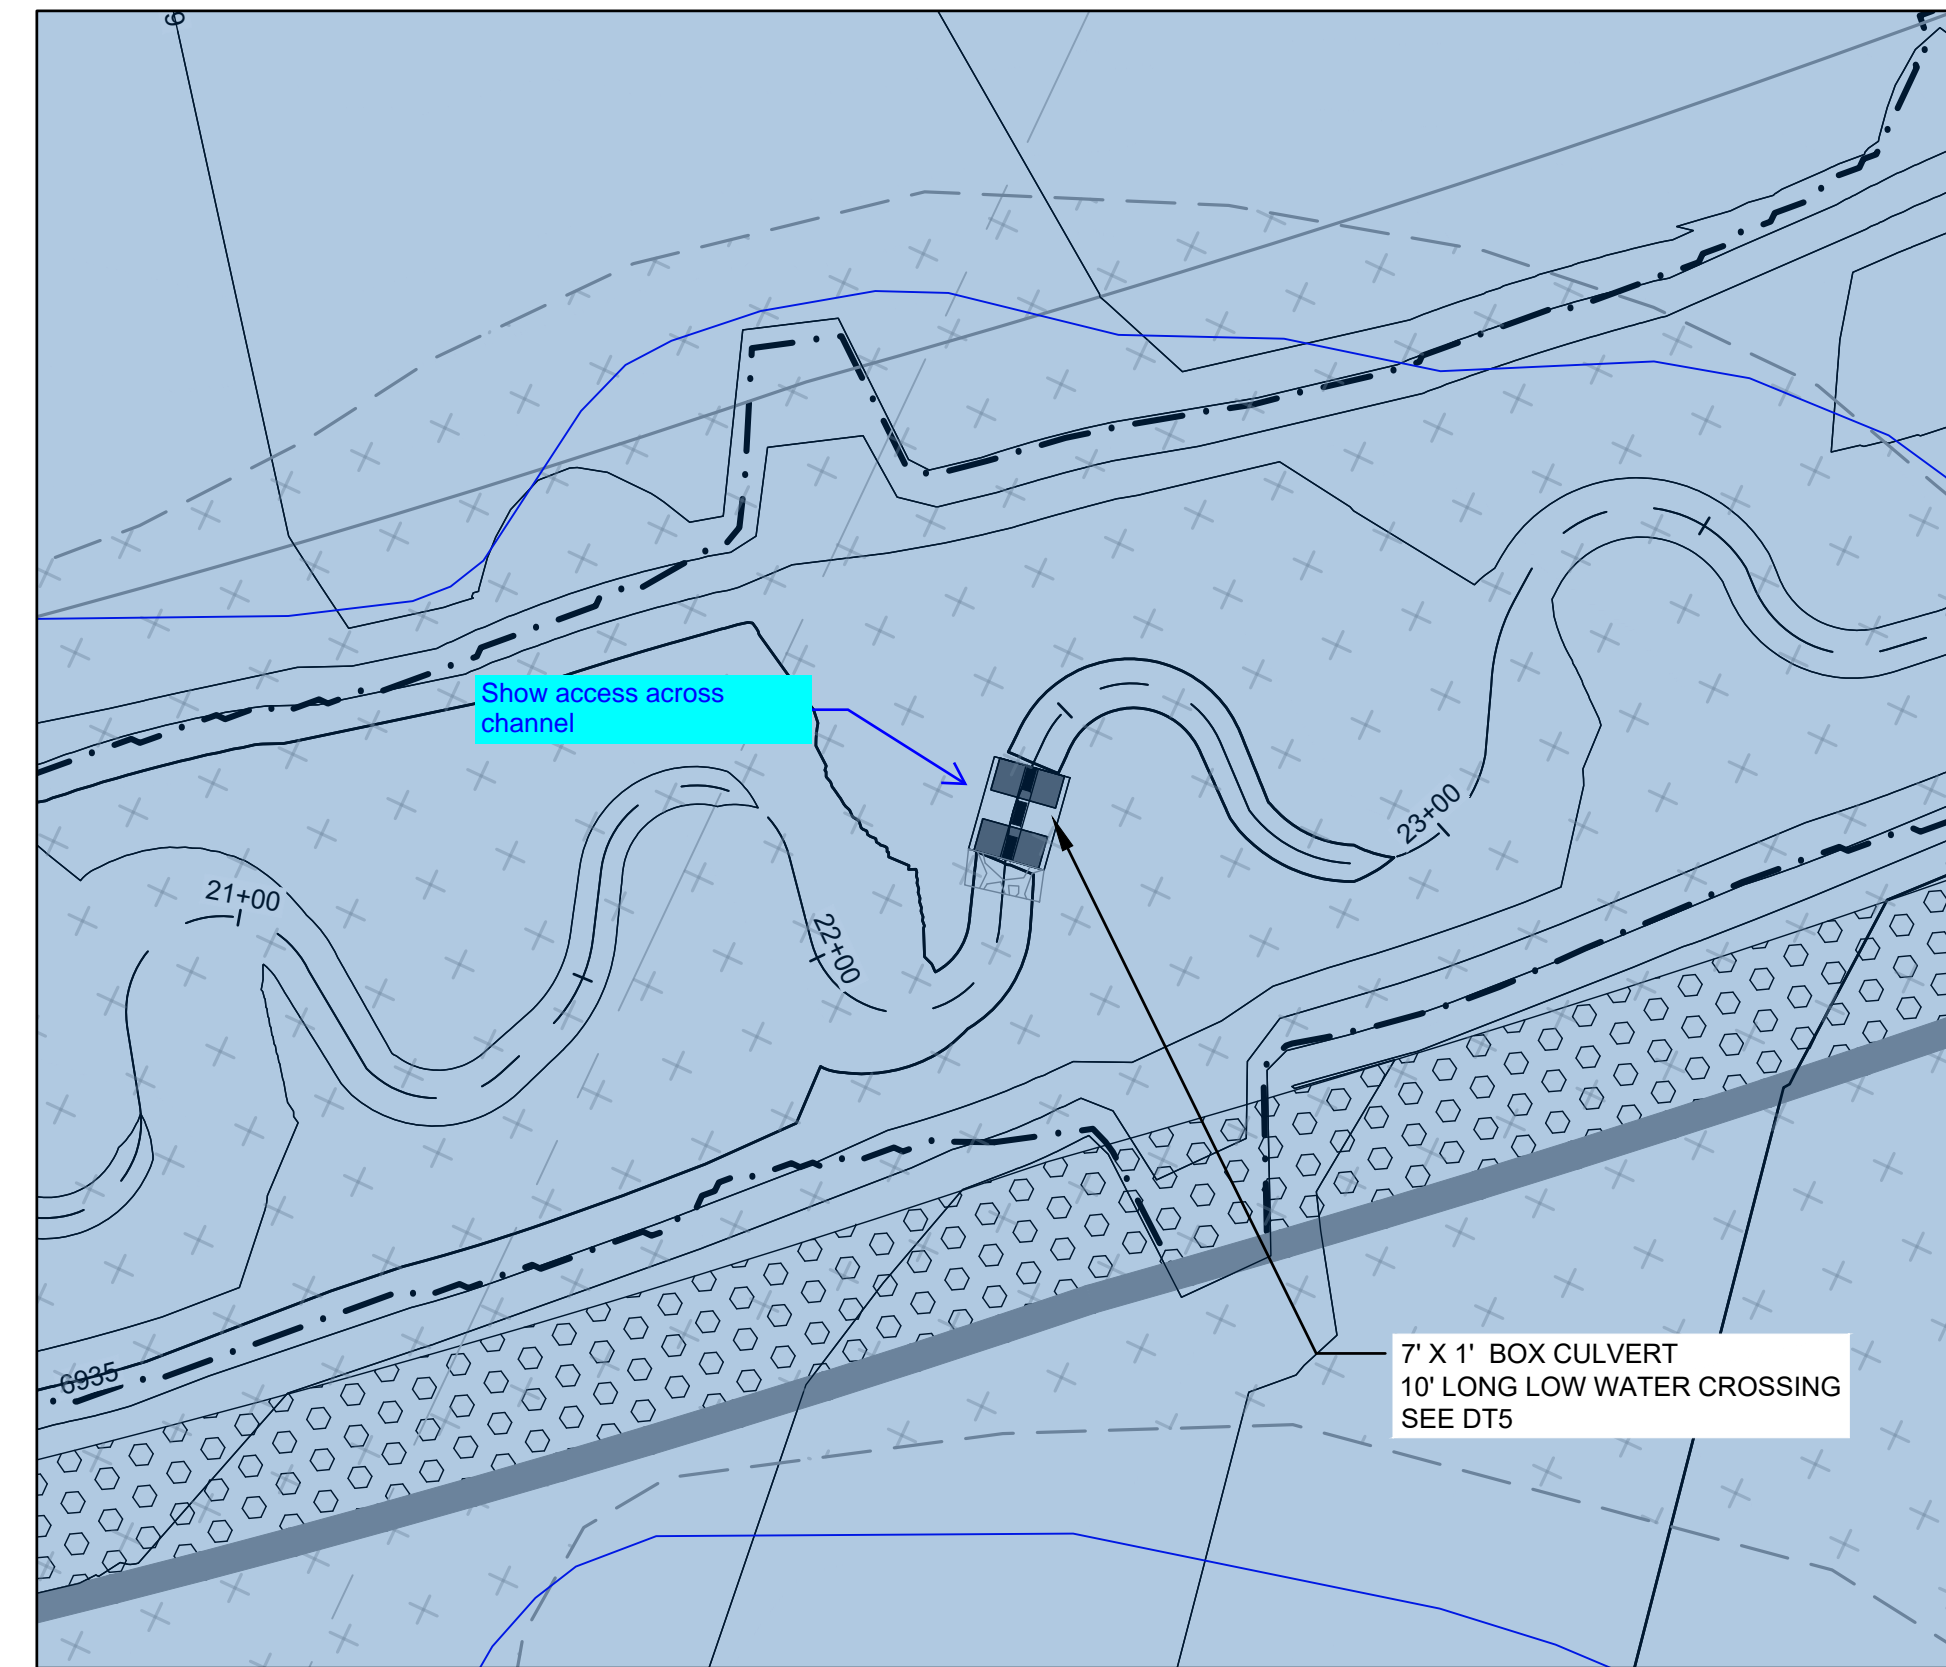 Show access across
channel
23+00
21+00
22+00
6935
7' X 1' BOX CULVERT
10' LONG LOW WATER CROSSING
SEE DT5